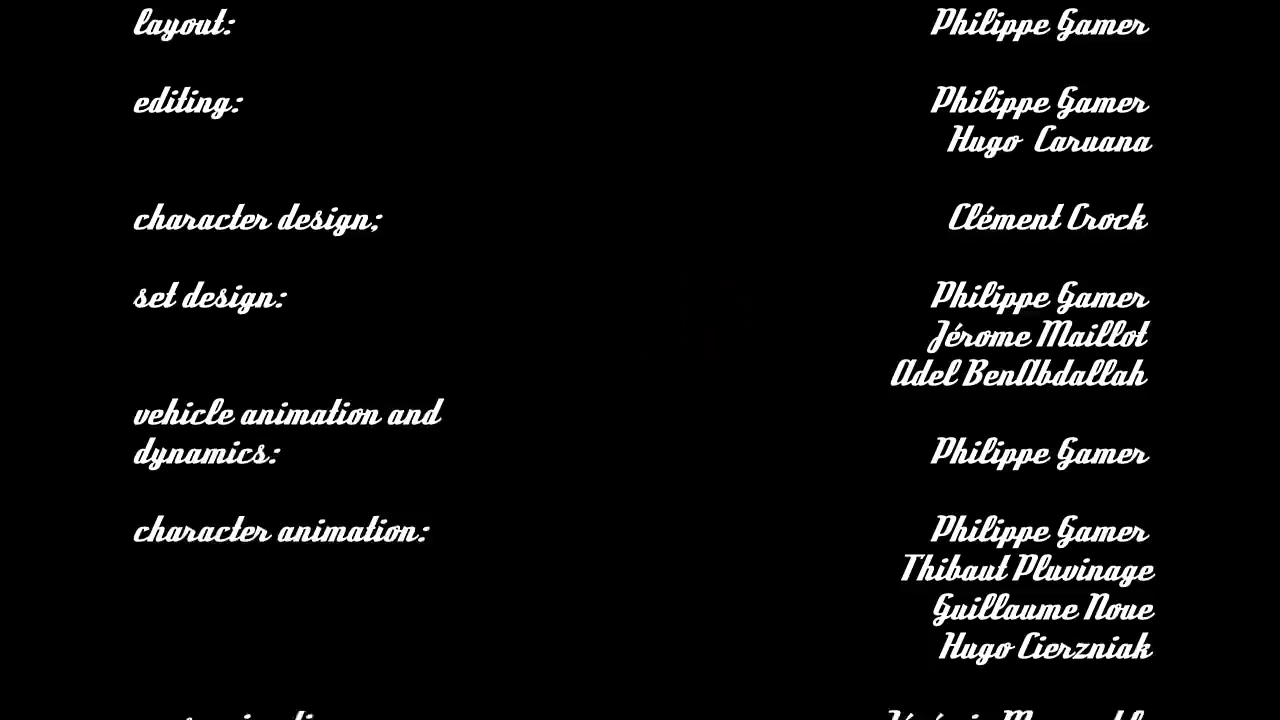 layout: Philippe Gamer
editing: Philippe Gamer
Hugo Caruana
character design; Clément Crock
set design: Philippe Gamer
Jérome Maillot
Adel BenAbdallah
vehicle animation and
dynamics: Philippe Gamer
character animation: Philippe Gamer
Thibaut Pluvinage
Guillaume Noue
Hugo Cierzniak